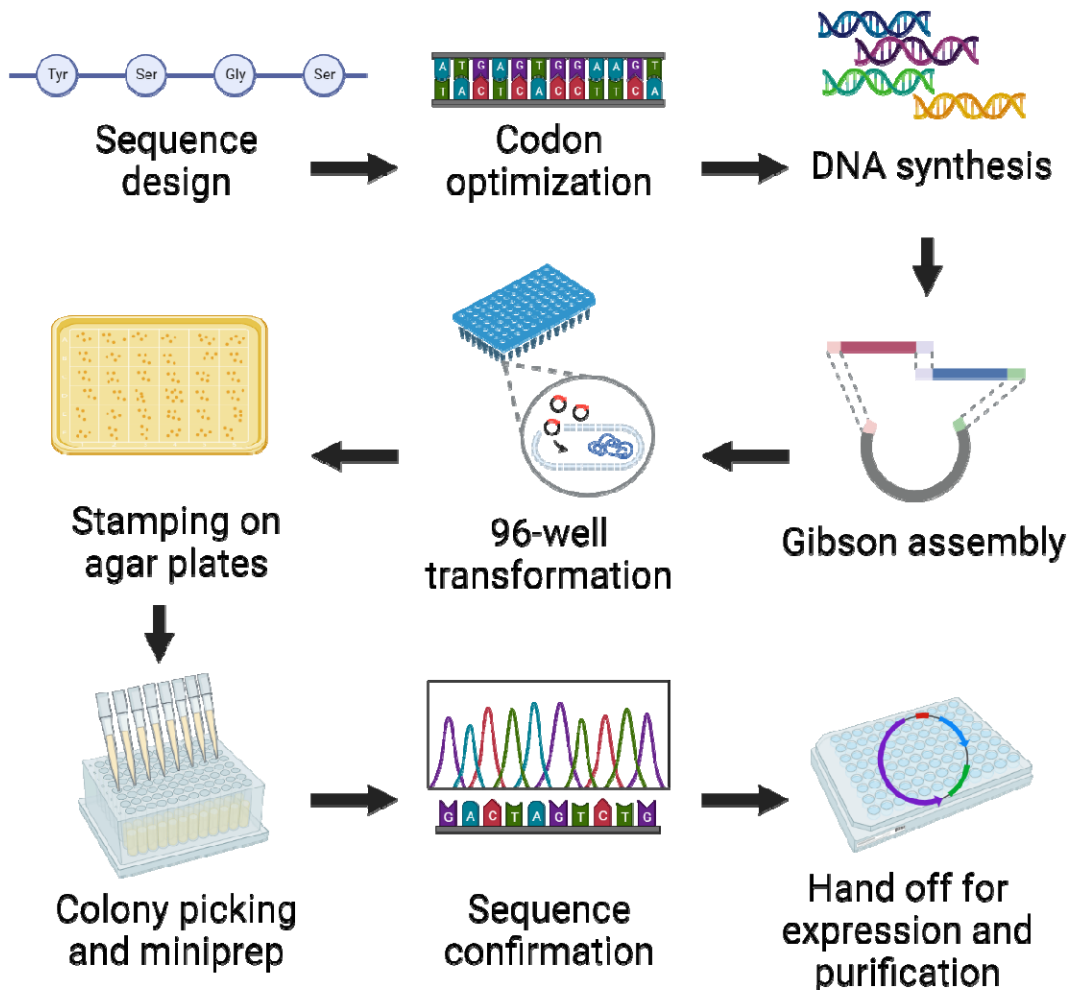 Tyr Ser Gly Ser
Sequence
design
A T G A G T G G A A G T
T A C T C A C C T T C A
Codon
optimization
DNA synthesis
Stamping on
agar plates
96-well
transformation
Gibson assembly
Colony picking
and miniprep
G A C T A G T C T G
Sequence
confirmation
Hand off for
expression and
purification